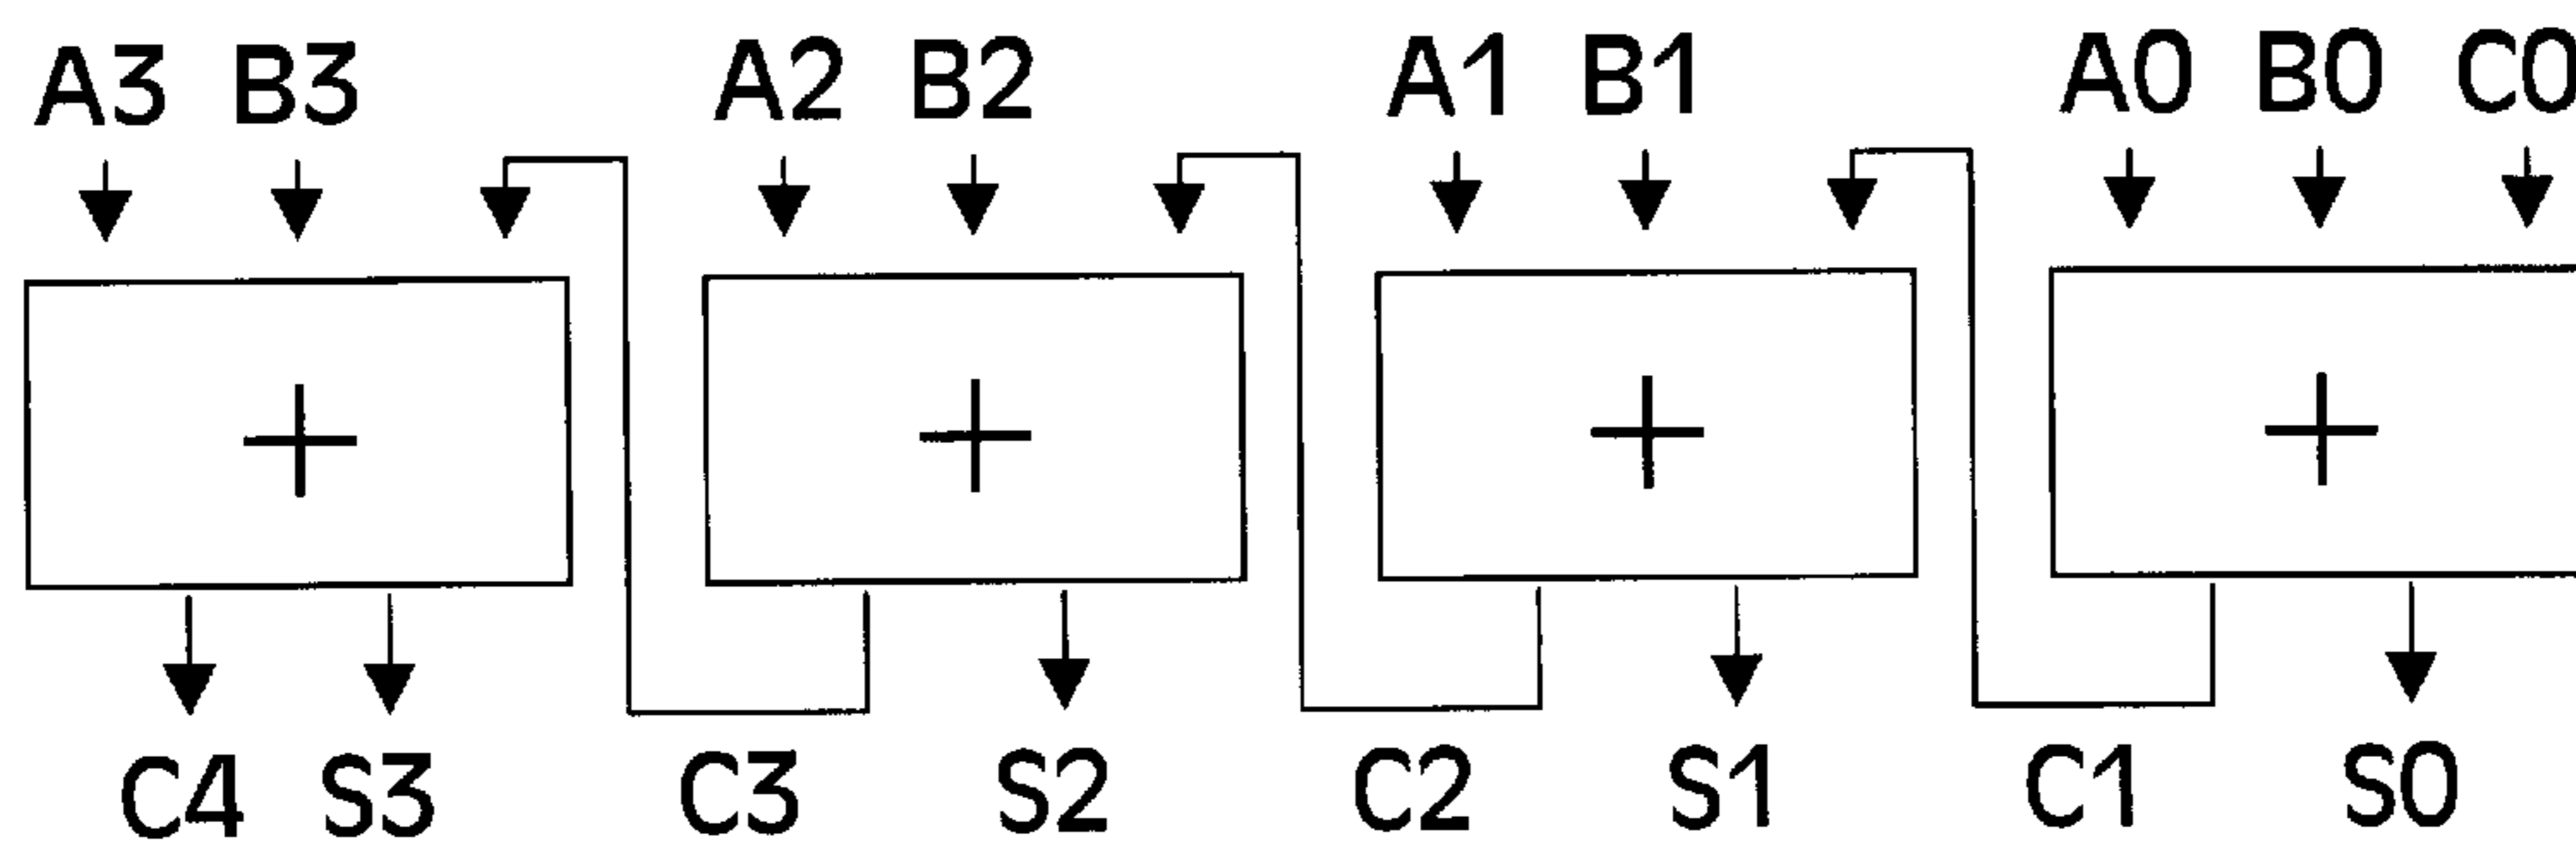 A3 B3 A2 B2 A1 B1 A0 B0 C0
+ + + +
C4 S3 C3 S2 C2 S1 C1 S0